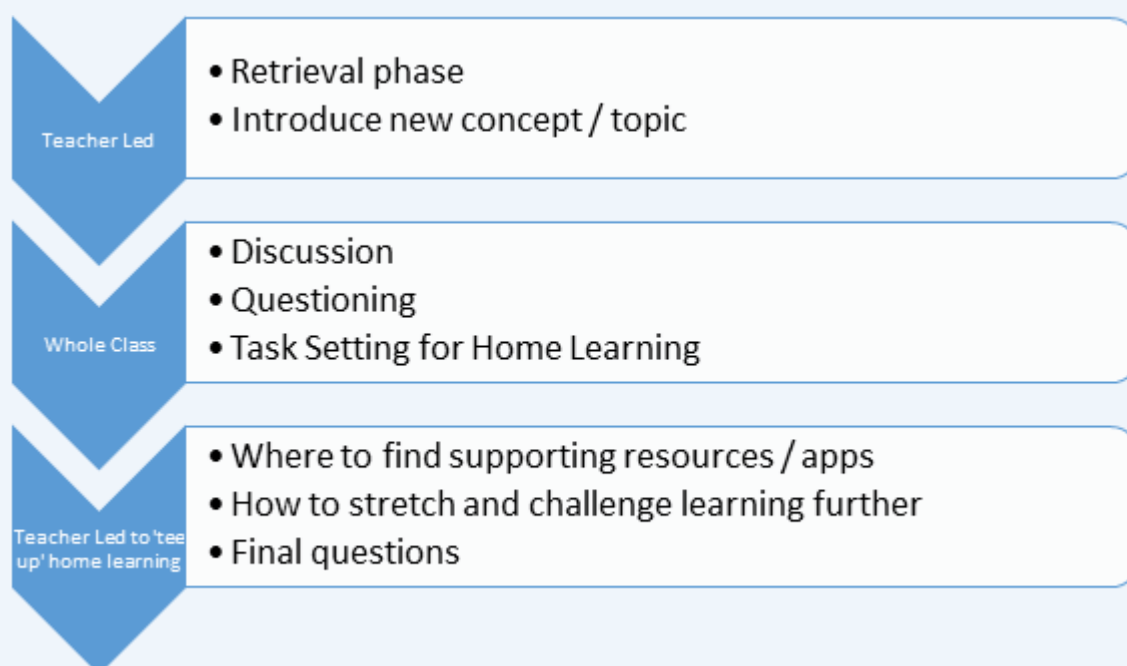 Teacher Led
• Retrieval phase
• Introduce new concept / topic
Whole Class
• Discussion
• Questioning
• Task Setting for Home Learning
Teacher Led to 'tee
up' home learning
• Where to find supporting resources / apps
• How to stretch and challenge learning further
• Final questions